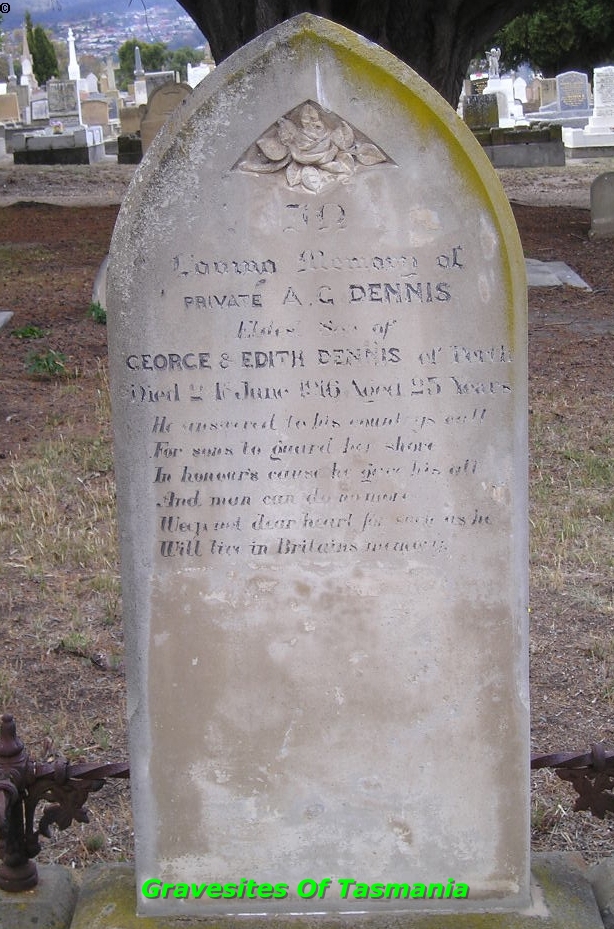 ©
IN
Loving Memory of
PRIVATE A. G. DENNIS
Eldest Son of
GEORGE & EDITH DENNIS of Perth
Died June 1916 Aged 25 Years
He answered to his country's call
For sons to guard her shore
In honour's cause he gave his all
And man can do no more
Weep not dear heart for such as he
Will live in Britain's memory
Gravesites Of Tasmania